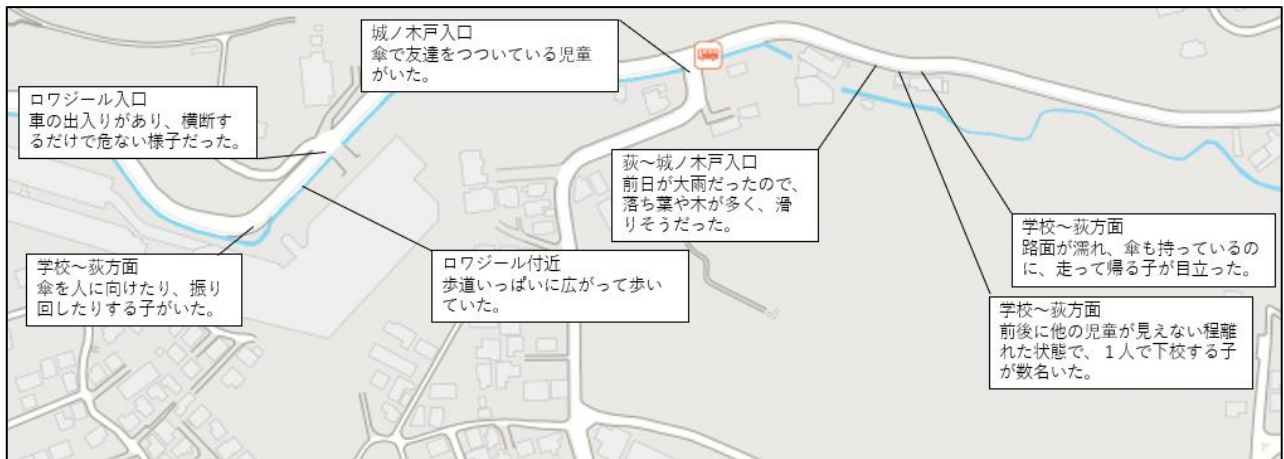 城ノ木戸入口
傘で友達をつついている児童
がいた。
ロワジール入口
車の出入りがあり、横断す
るだけで危ない様子だった。
荻～城ノ木戸入口
前日が大雨だったので、
落ち葉や木が多く、滑
りそうだった。
学校～荻方面
路面が濡れ、傘も持っているの
に、走って帰る子が目立った。
学校～荻方面
傘を人に向けたり、振り
回したりする子がいた。
ロワジール付近
歩道いっぱいに広がって歩い
ていた。
学校～荻方面
前後に他の児童が見えない程離
れた状態で、１人で下校する子
が数名いた。